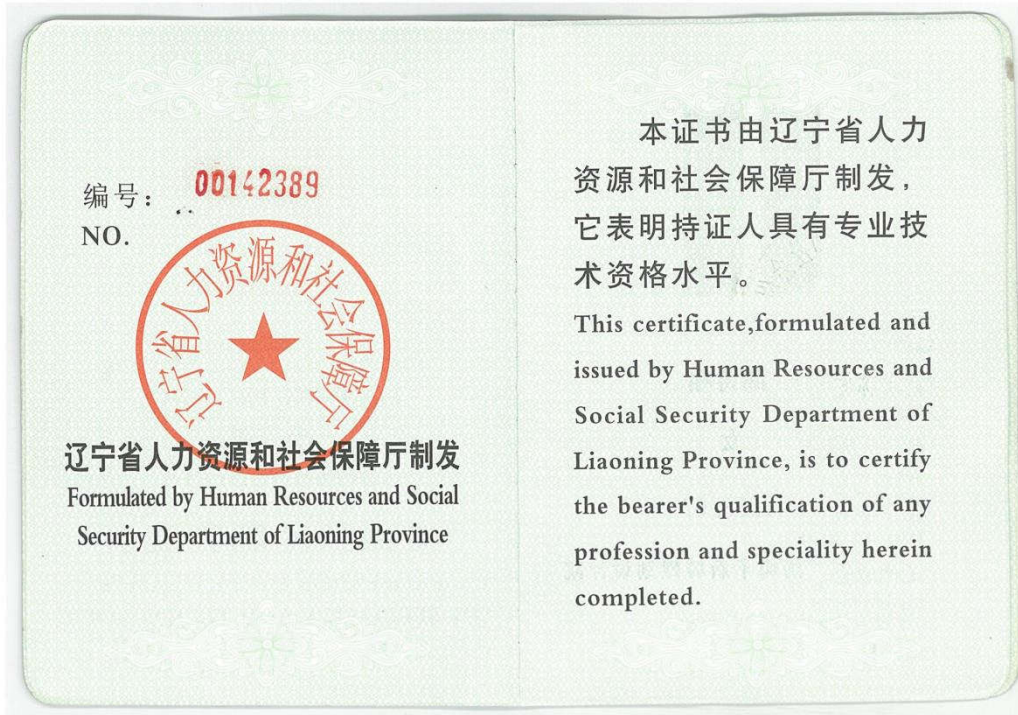 编号： 00142389
NO.
辽宁省人力资源和社会保障厅
辽宁省人力资源和社会保障厅制发
Formulated by Human Resources and Social
Security Department of Liaoning Province
本证书由辽宁省人力
资源和社会保障厅制发，
它表明持证人具有专业技
术资格水平。
This certificate,formulated and
issued by Human Resources and
Social Security Department of
Liaoning Province, is to certify
the bearer's qualification of any
profession and speciality herein
completed.